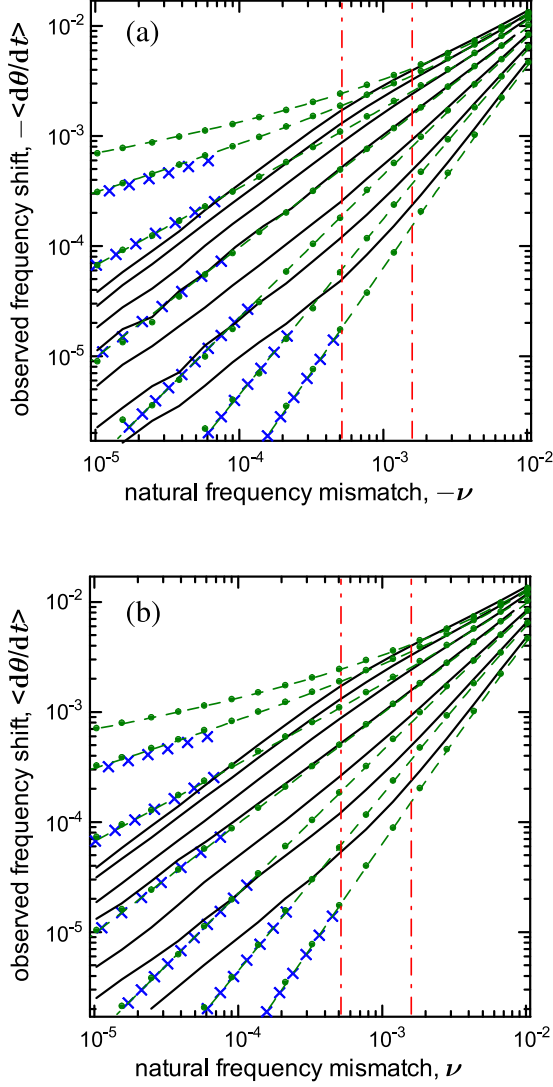 (a)
observed frequency shift, −<dθ/dt>
10⁻²
10⁻³
10⁻⁴
10⁻⁵
10⁻⁵ 10⁻⁴ 10⁻³ 10⁻²
natural frequency mismatch, −ν
(b)
observed frequency shift, <dθ/dt>
10⁻²
10⁻³
10⁻⁴
10⁻⁵
10⁻⁵ 10⁻⁴ 10⁻³ 10⁻²
natural frequency mismatch, ν